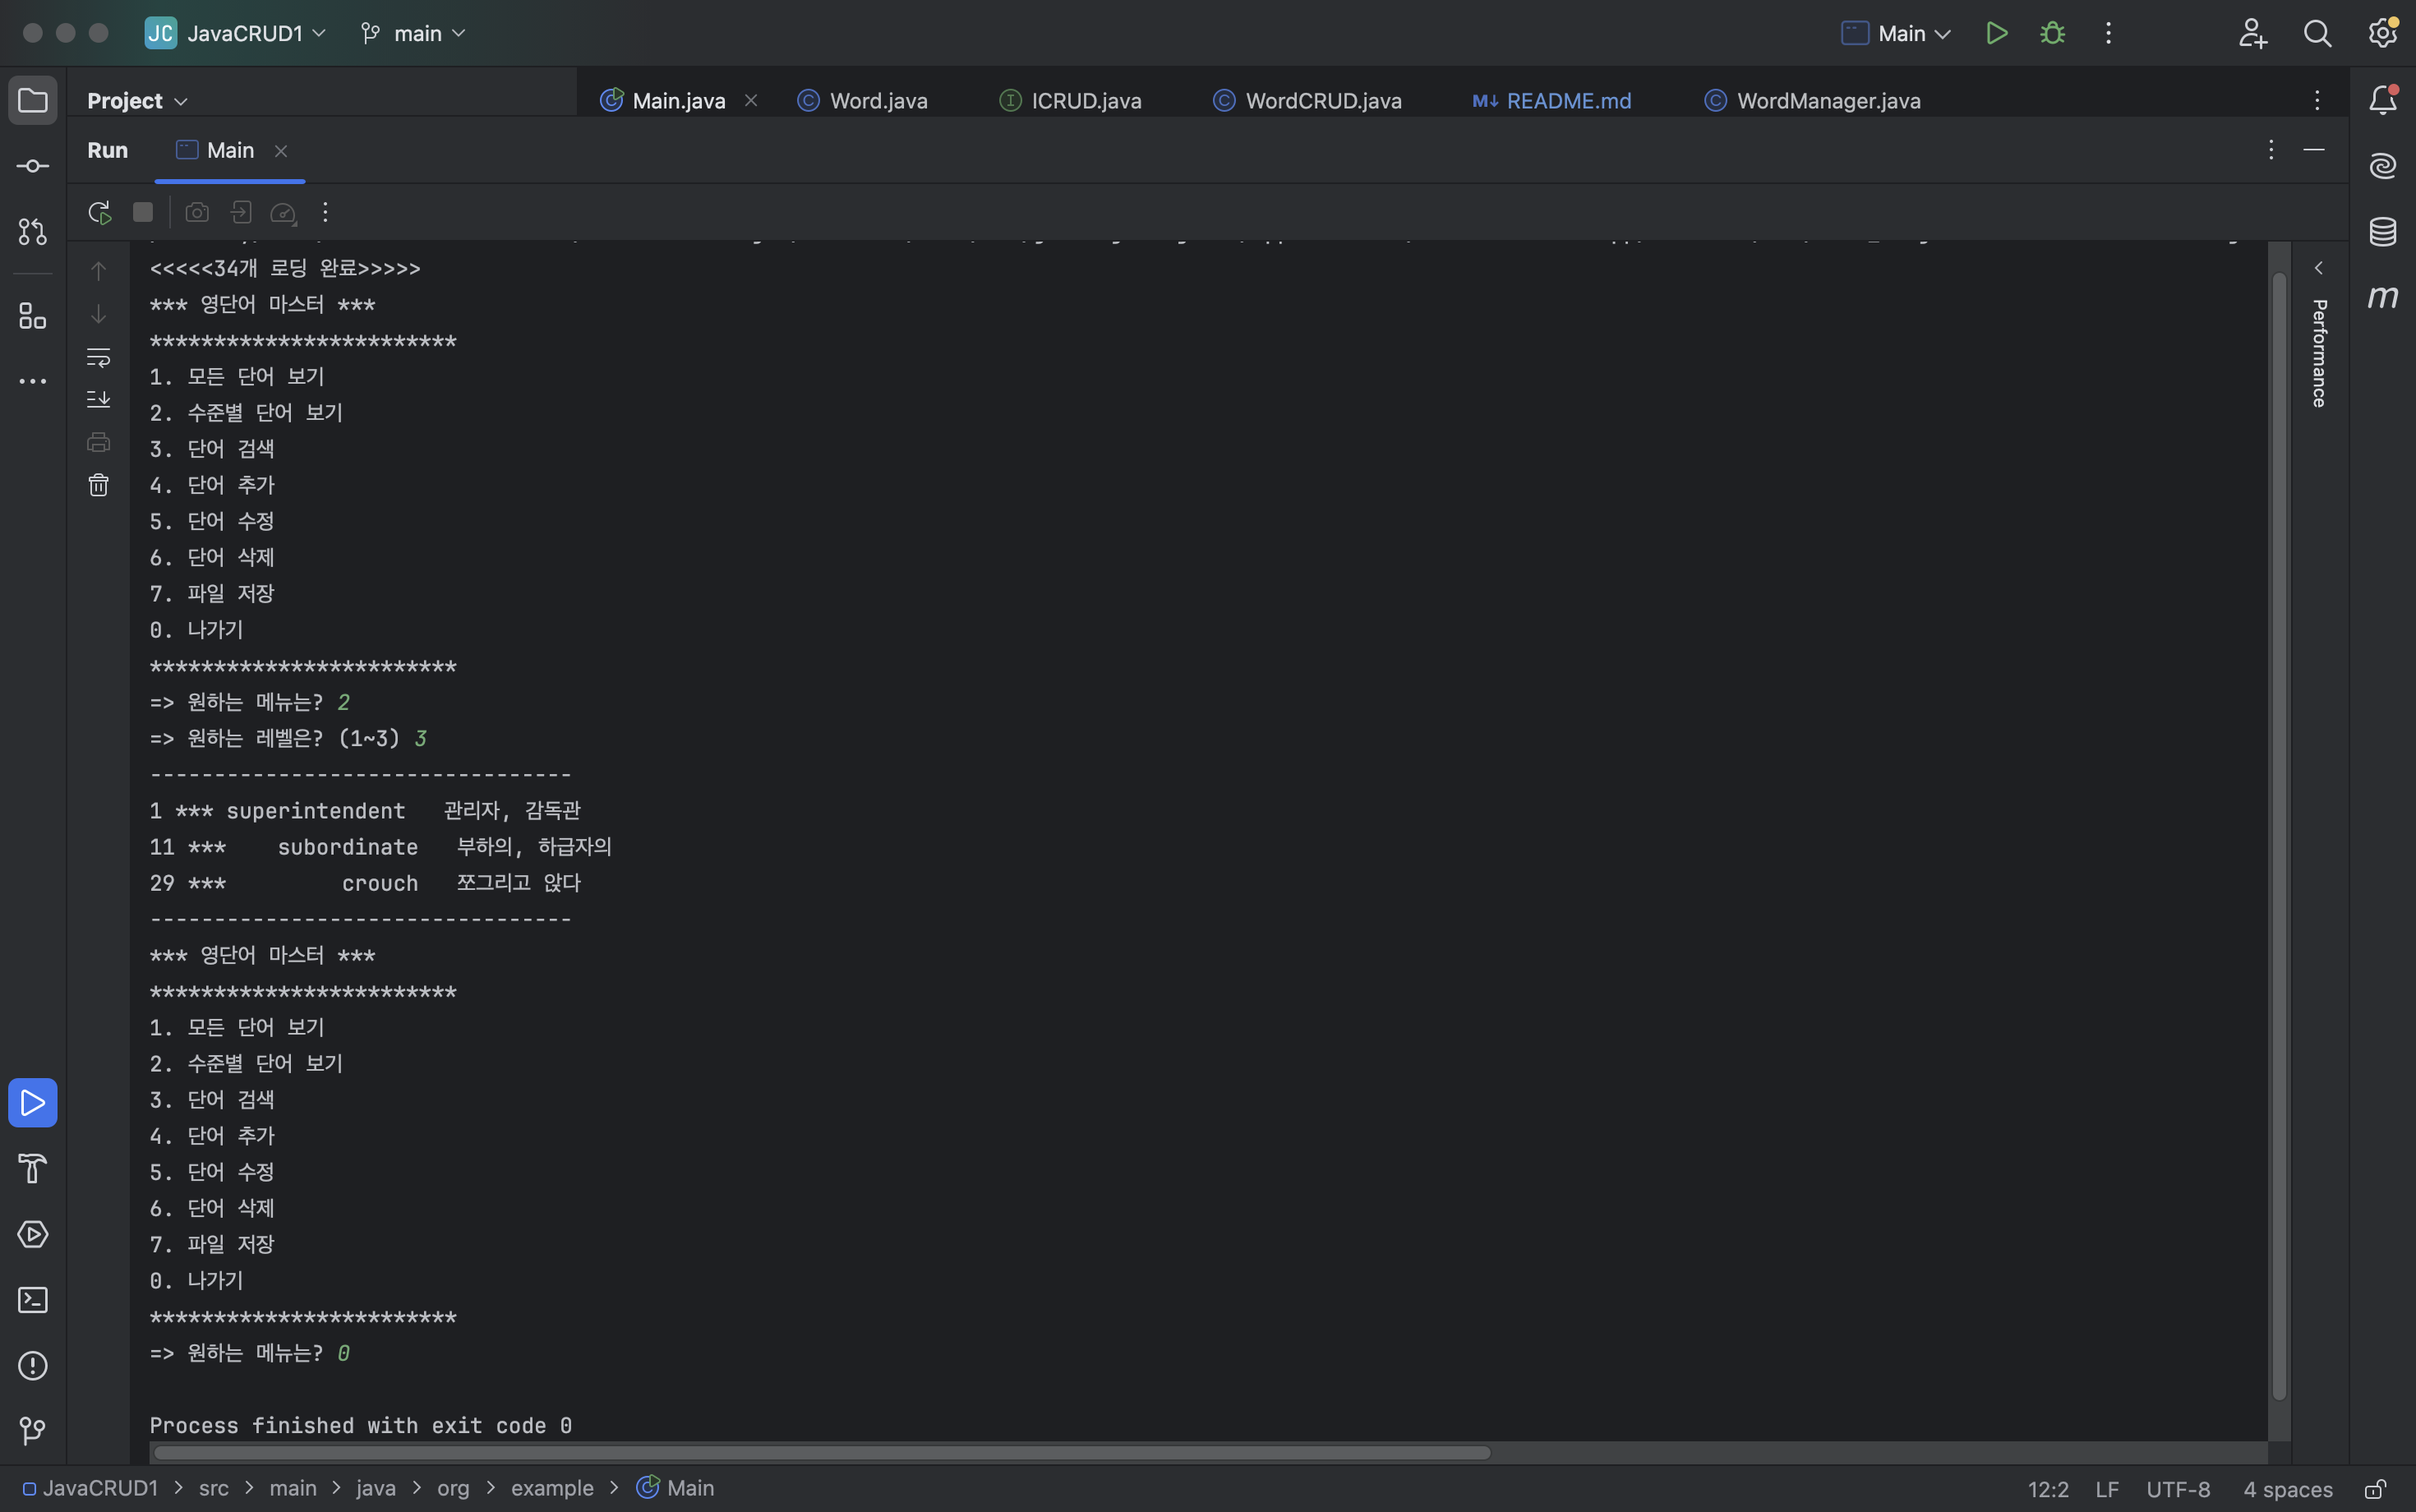 JC JavaCRUD1 main Main
Project Main.java Word.java ICRUD.java WordCRUD.java M↓ README.md WordManager.java
Run Main
<<<<<34개 로딩 완료>>>>>
*** 영단어 마스터 ***
************************
1. 모든 단어 보기
2. 수준별 단어 보기
3. 단어 검색
4. 단어 추가
5. 단어 수정
6. 단어 삭제
7. 파일 저장
0. 나가기
************************
=> 원하는 메뉴는? 2
=> 원하는 레벨은? (1~3) 3
---------------------------------
1 *** superintendent   관리자, 감독관
11 ***    subordinate   부하의, 하급자의
29 ***         crouch   쪼그리고 앉다
---------------------------------
*** 영단어 마스터 ***
************************
1. 모든 단어 보기
2. 수준별 단어 보기
3. 단어 검색
4. 단어 추가
5. 단어 수정
6. 단어 삭제
7. 파일 저장
0. 나가기
************************
=> 원하는 메뉴는? 0
Process finished with exit code 0
Performance
m
JavaCRUD1 > src > main > java > org > example > Main 12:2 LF UTF-8 4 spaces